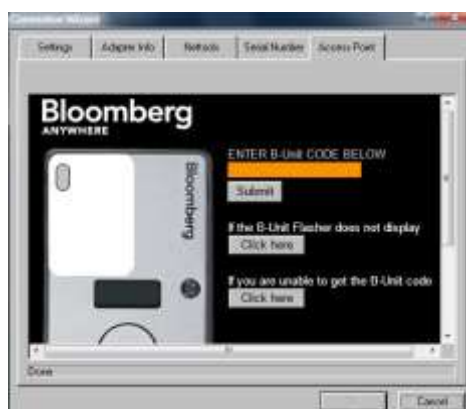 Connection Wizard
Settings Adapter Info Nettools Serial Number Access Point
Bloomberg
ANYWHERE
Bloomberg
ENTER B-Unit CODE BELOW
Submit
If the B-Unit Flasher does not display
Click here
If you are unable to get the B-Unit code
Click here
Done
Cancel